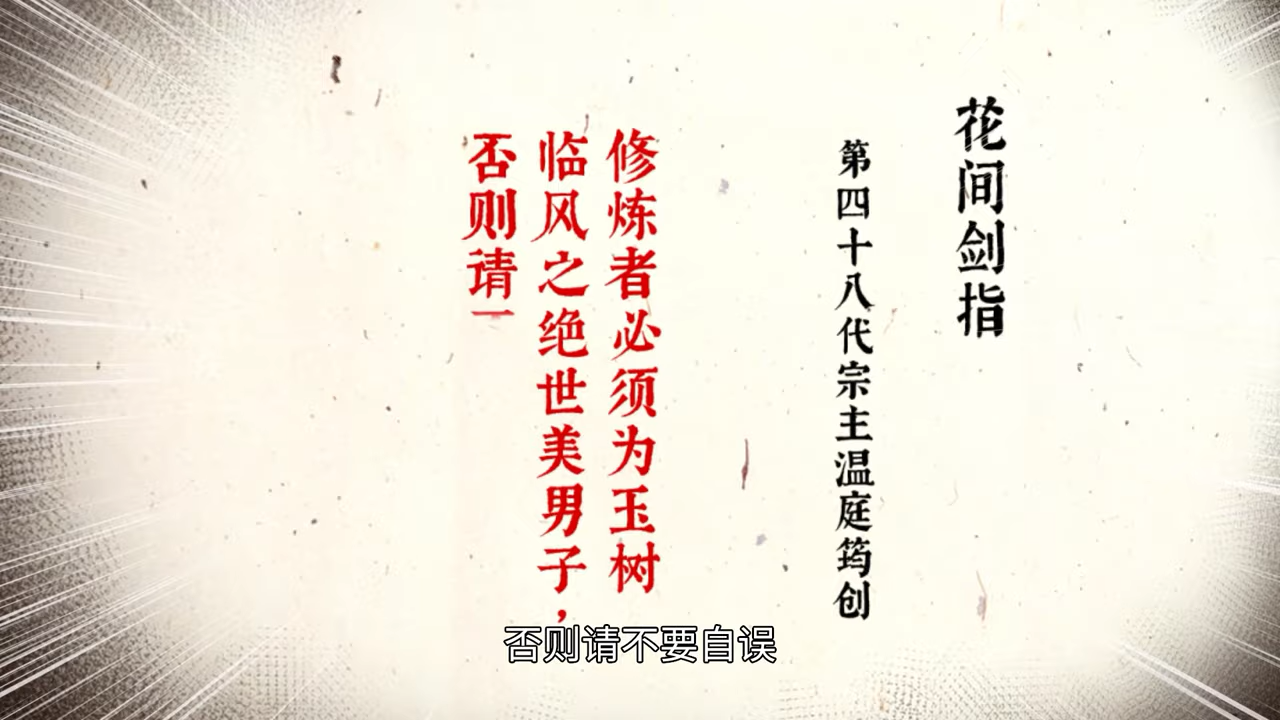 花间剑指
第四十八代宗主温庭筠创
修炼者必须为玉树
临风之绝世美男子，
否则请
否则请不要自误